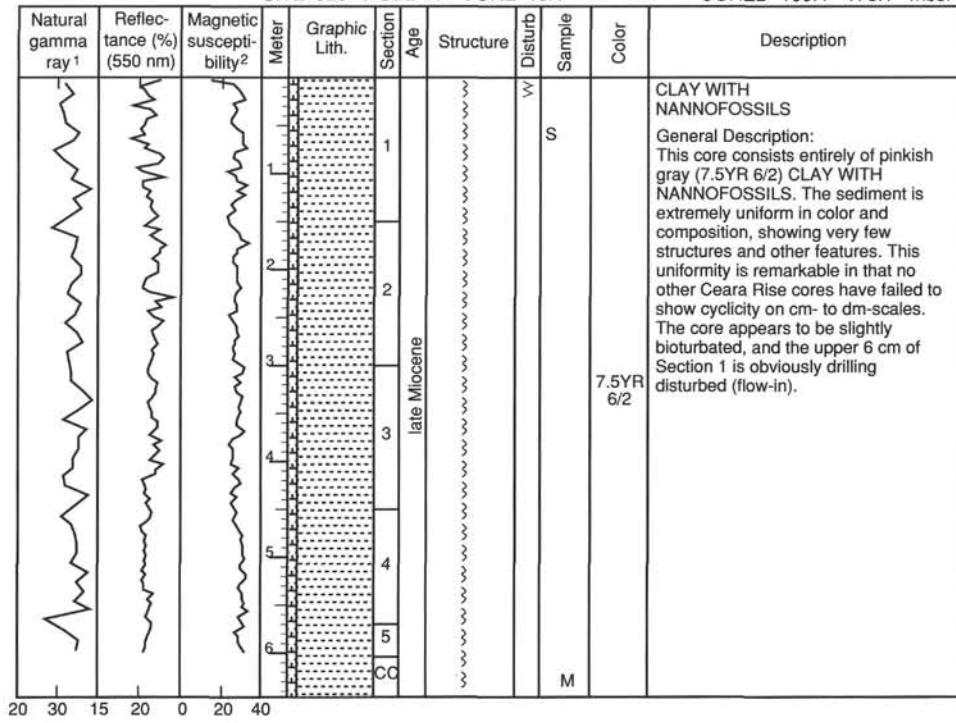 Natural gamma ray 1
Reflec- tance (%) (550 nm)
Magnetic suscepti- bility2
Meter
Graphic Lith.
Section
Age
Structure
Disturb
Sample
Color
Description
1
2
3
4
5
6
1
2
3
4
5
CC
late Miocene
S
M
7.5YR
6/2
CLAY WITH
NANNOFOSSILS
General Description:
This core consists entirely of pinkish
gray (7.5YR 6/2) CLAY WITH
NANNOFOSSILS. The sediment is
extremely uniform in color and
composition, showing very few
structures and other features. This
uniformity is remarkable in that no
other Ceara Rise cores have failed to
show cyclicity on cm- to dm-scales.
The core appears to be slightly
bioturbated, and the upper 6 cm of
Section 1 is obviously drilling
disturbed (flow-in).
20 30 15 20 0 20 40